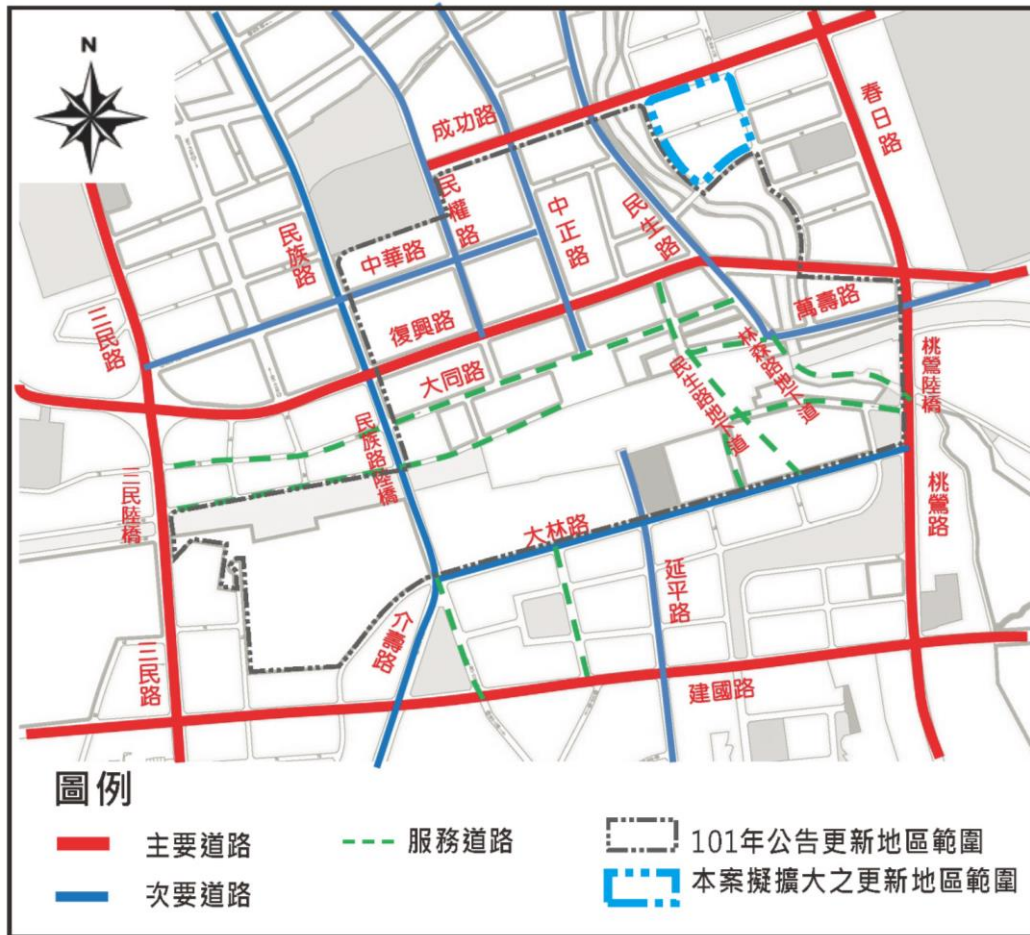 N
成功路
春日路
民權路
中正路
民生路
民族路
中華路
三民路
復興路
萬壽路
大同路
林森路地下道
民生路地下道
桃鶯陸橋
民族路陸橋
三民陸橋
桃鶯路
大林路
延平路
介壽路
三民路
建國路
圖例
主要道路
服務道路
101年公告更新地區範圍
次要道路
本案擬擴大之更新地區範圍